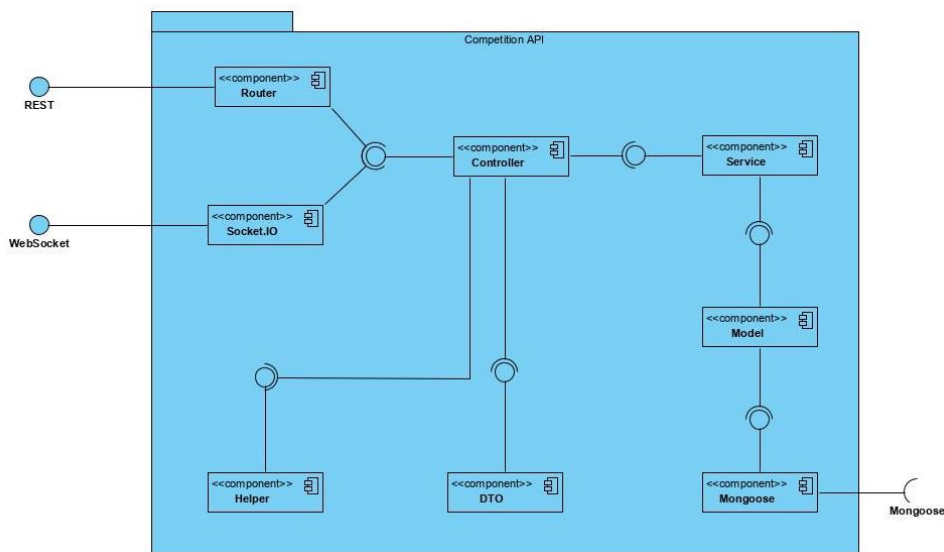 Competition API
<<component>>
Router
REST
<<component>>
Controller
<<component>>
Service
<<component>>
Socket.IO
WebSocket
<<component>>
Model
<<component>>
Helper
<<component>>
DTO
<<component>>
Mongoose
Mongoose